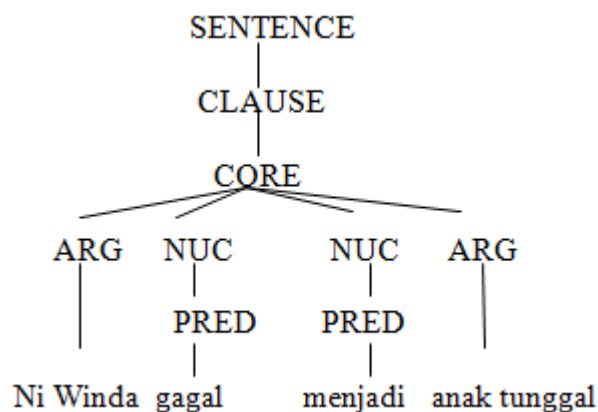 SENTENCE
CLAUSE
CORE
ARG NUC NUC ARG
PRED PRED
Ni Winda gagal menjadi anak tunggal